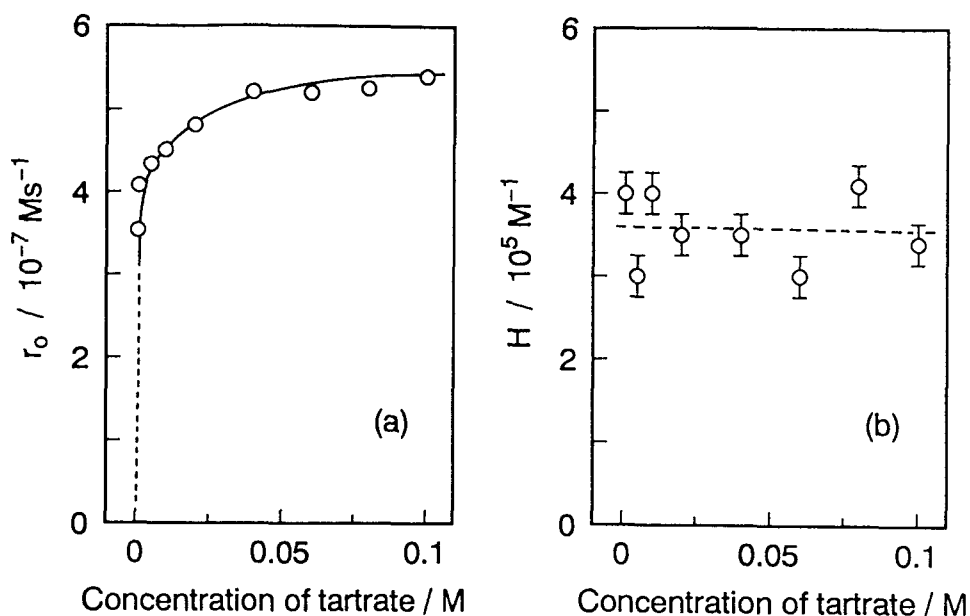 6
4
2
0
r₀ / 10⁻⁷ Ms⁻¹
(a)
0 0.05 0.1
Concentration of tartrate / M
6
4
2
0
H / 10⁵ M⁻¹
(b)
0 0.05 0.1
Concentration of tartrate / M